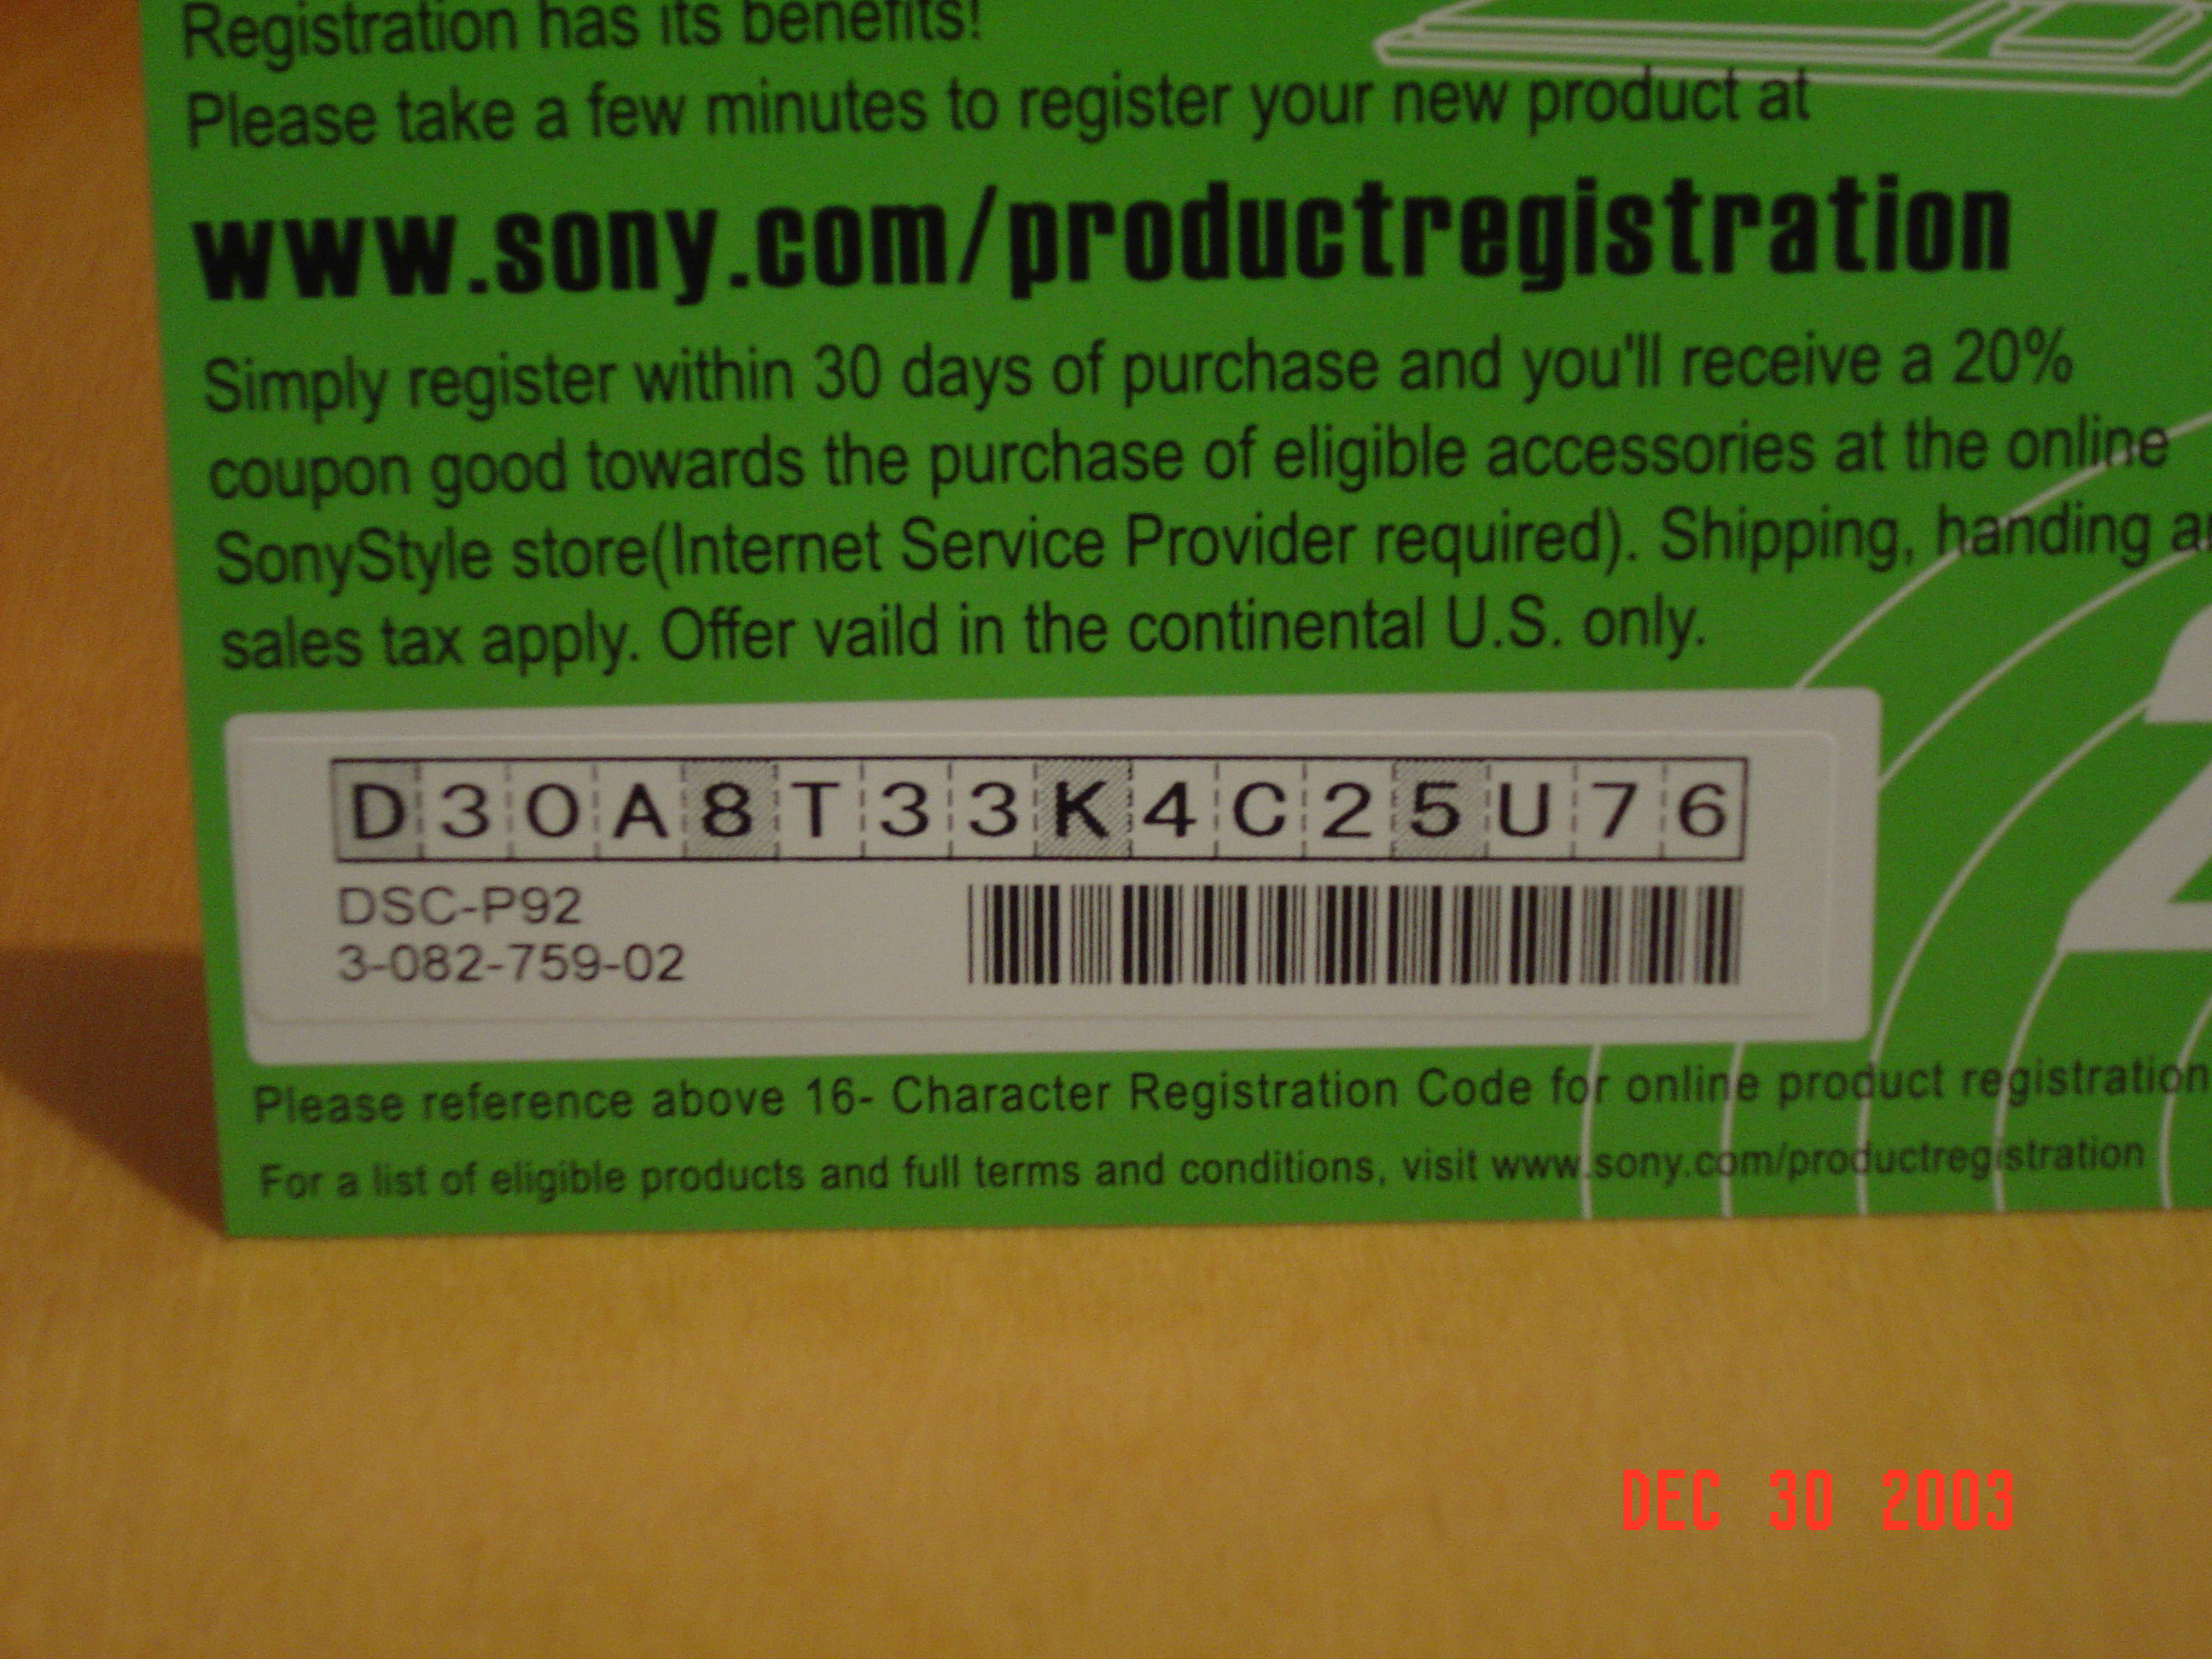 Registration has its benefits!
Please take a few minutes to register your new product at
www.sony.com/productregistration
Simply register within 30 days of purchase and you'll receive a 20%
coupon good towards the purchase of eligible accessories at the online
SonyStyle store(Internet Service Provider required). Shipping, handing
sales tax apply. Offer vaild in the continental U.S. only.
D30A8T33K4C25U76
DSC-P92
3-082-759-02
Please reference above 16- Character Registration Code for online product registration
For a list of eligible products and full terms and conditions, visit www.sony.com/productregistration
DEC 30 2003